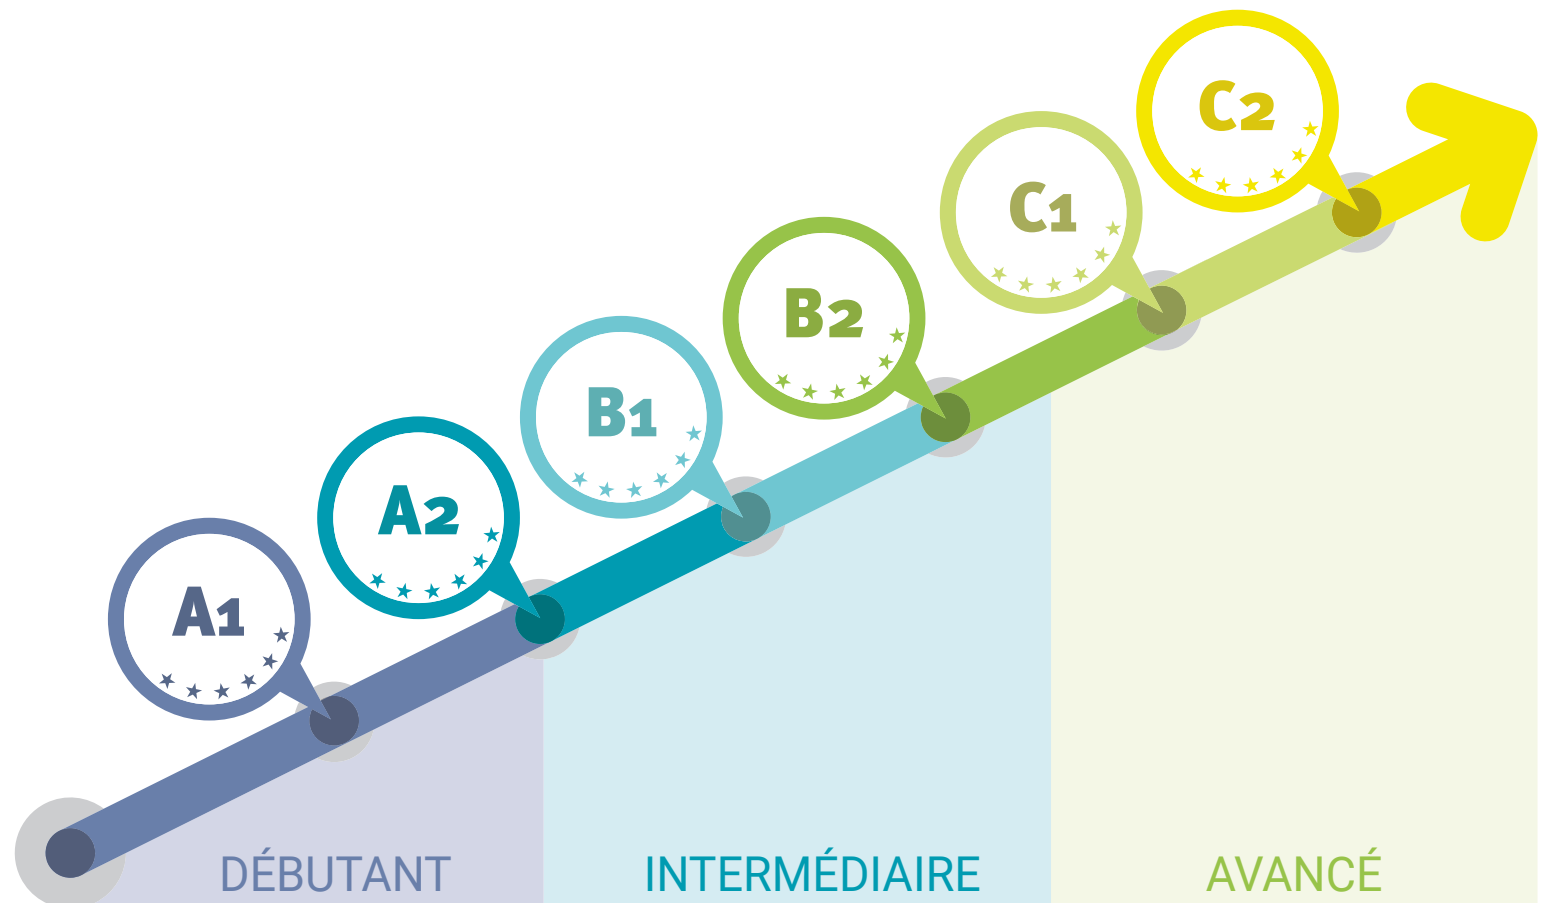 A1
A2
B1
B2
C1
C2
DÉBUTANT
INTERMÉDIAIRE
AVANCÉ